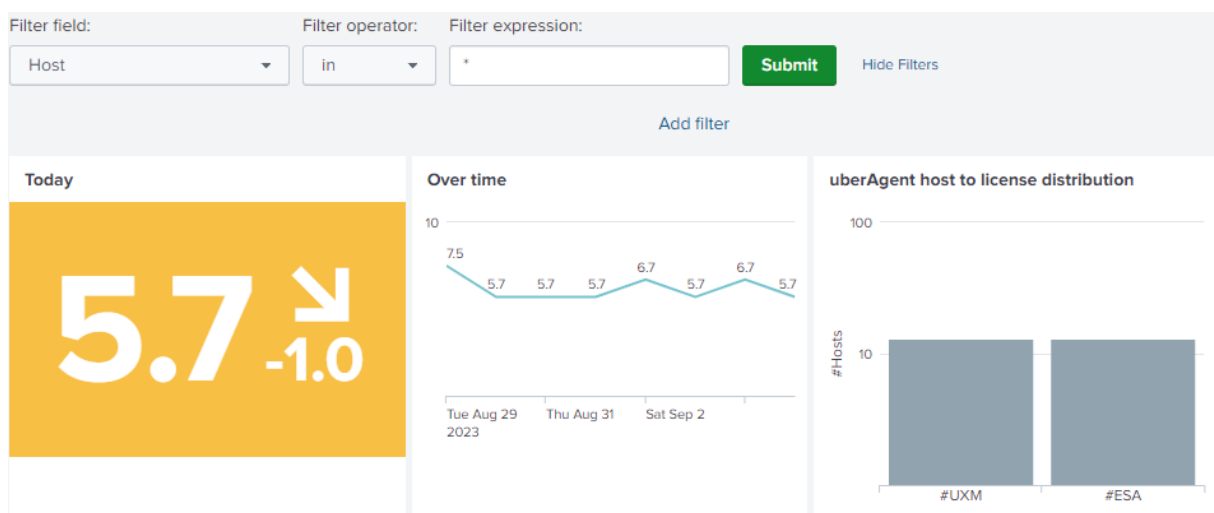 Filter field:
Filter operator:
Filter expression:
Host
in
*
Submit
Hide Filters
Add filter
Today
5.7
-1.0
Over time
10
7.5
5.7
5.7
5.7
6.7
5.7
6.7
5.7
Tue Aug 29
2023
Thu Aug 31
Sat Sep 2
uberAgent host to license distribution
100
#Hosts
10
#UXM
#ESA